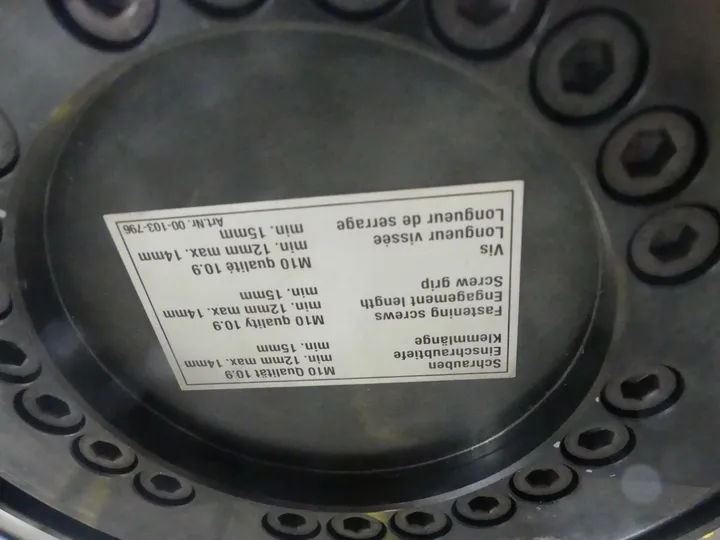 Schrauben M10 Qualität 10.9
Einschraubtiefe min. 12mm max. 14mm
Klemmlänge min. 15mm
Fastening screws M10 quality 10.9
Engagement length min. 12mm max. 14mm
Screw grip min. 15mm
Vis M10 qualité 10.9
Longueur vissée min. 12mm max. 14mm
Longueur de serrage min. 15mm
Art.Nr. 00-103-796